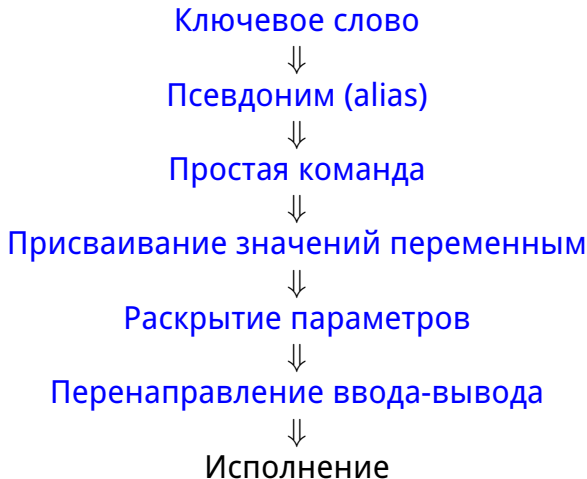 Ключевое слово
⇓
Псевдоним (alias)
⇓
Простая команда
⇓
Присваивание значений переменным
⇓
Раскрытие параметров
⇓
Перенаправление ввода-вывода
⇓
Исполнение